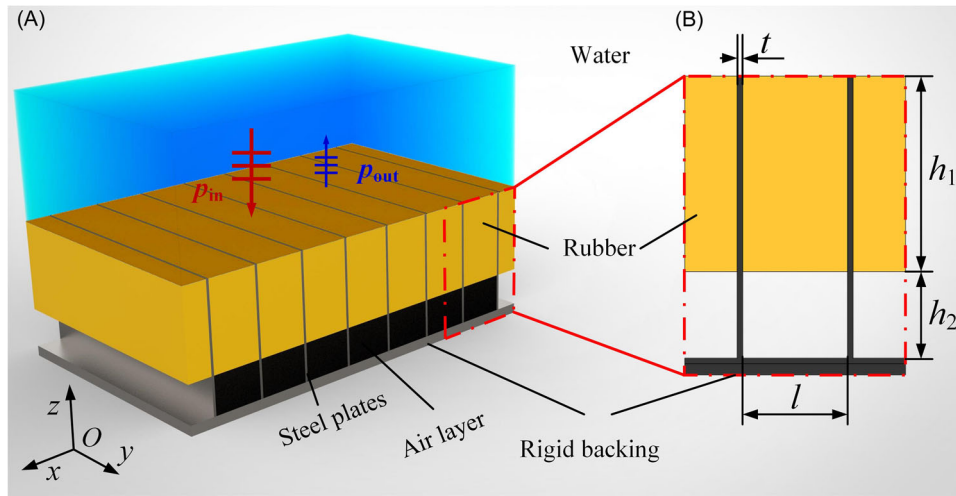 (A)
(B)
Water
t
p_in
p_out
Rubber
h_1
h_2
l
Steel plates
Air layer
Rigid backing
z
O
x
y